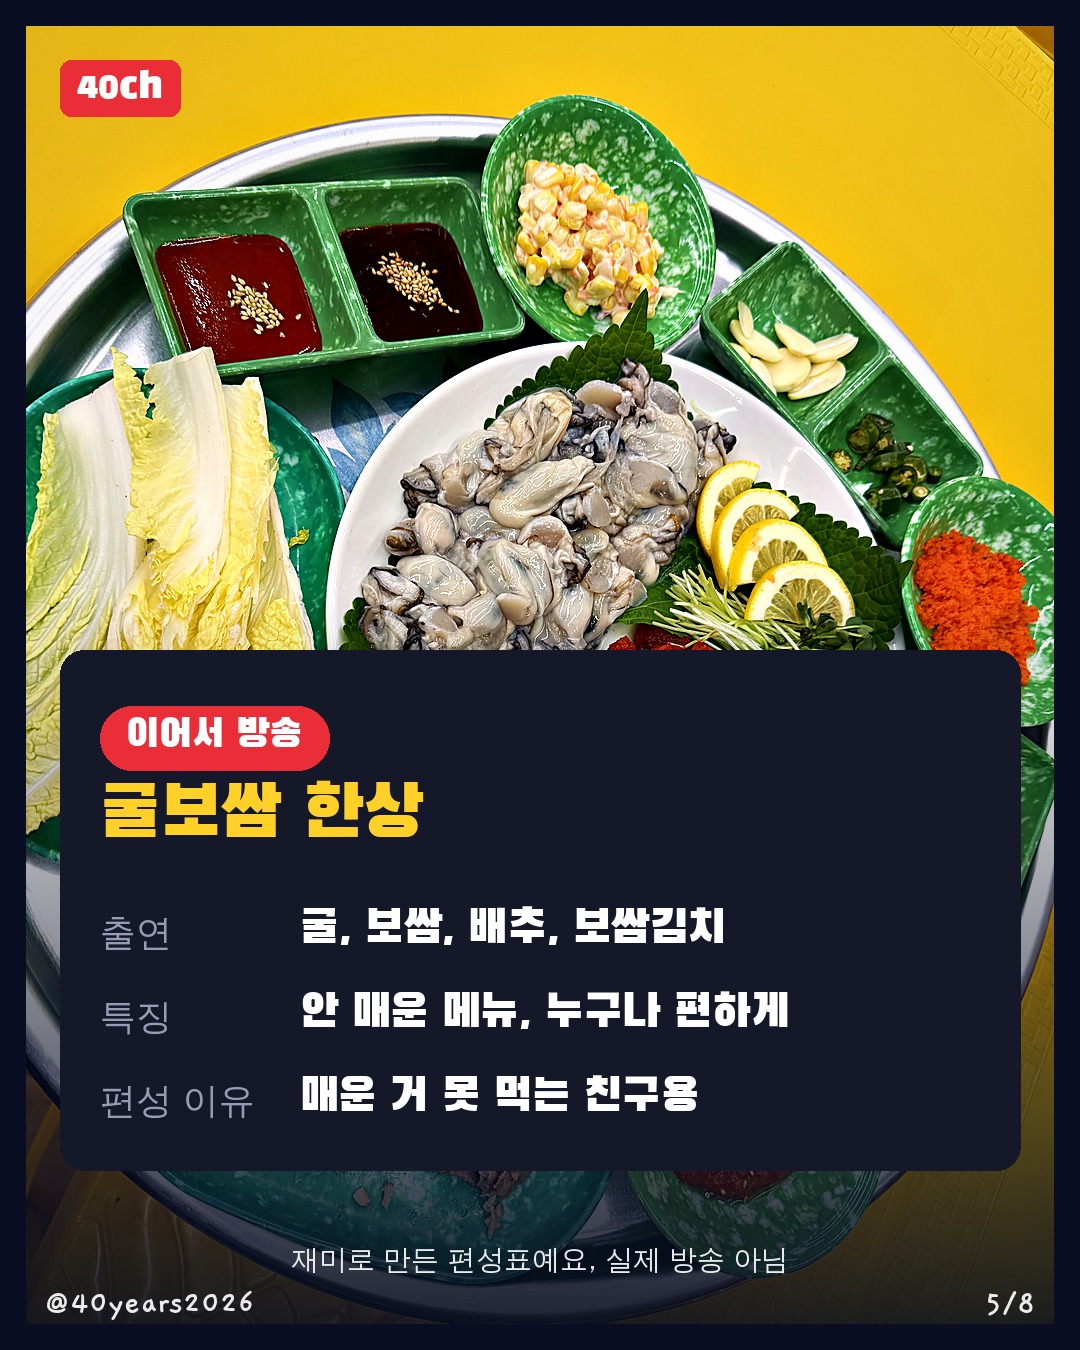 40ch
이어서 방송
굴보쌈 한상
출연 굴, 보쌈, 배추, 보쌈김치
특징 안 매운 메뉴, 누구나 편하게
편성 이유 매운 거 못 먹는 친구용
재미로 만든 편성표예요, 실제 방송 아님
@40years2026 5/8